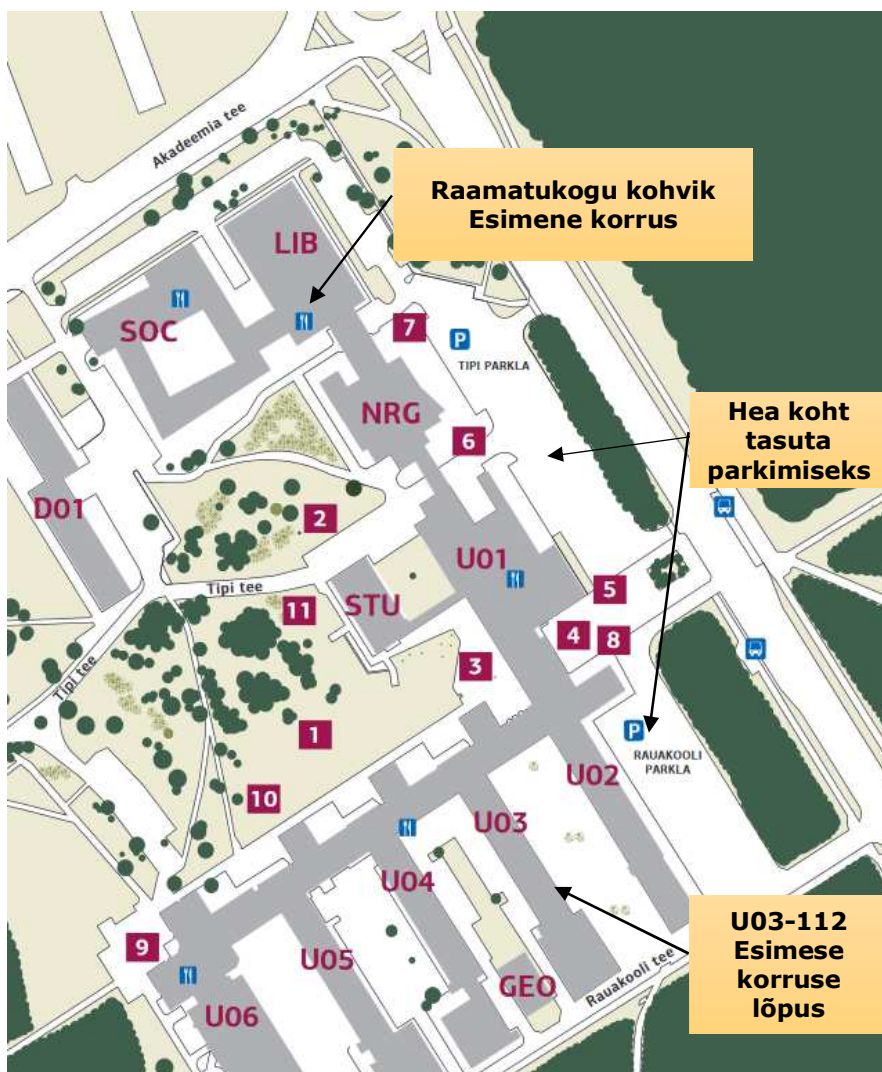 Akadeemia tee
Raamatukogu kohvik
Esimene korrus
LIB
SOC
7
P
TIPI PARKLA
Hea koht
tasuta
parkimiseks
NRG
6
D01
2
U01
Tipi tee
11
STU
5
4
8
3
Tipi tee
1
P
RAUAKOOLI
PARKLA
U02
10
U03
U04
U03-112
Esimese
korruse
lõpus
9
U05
GEO
Rauakooli tee
U06